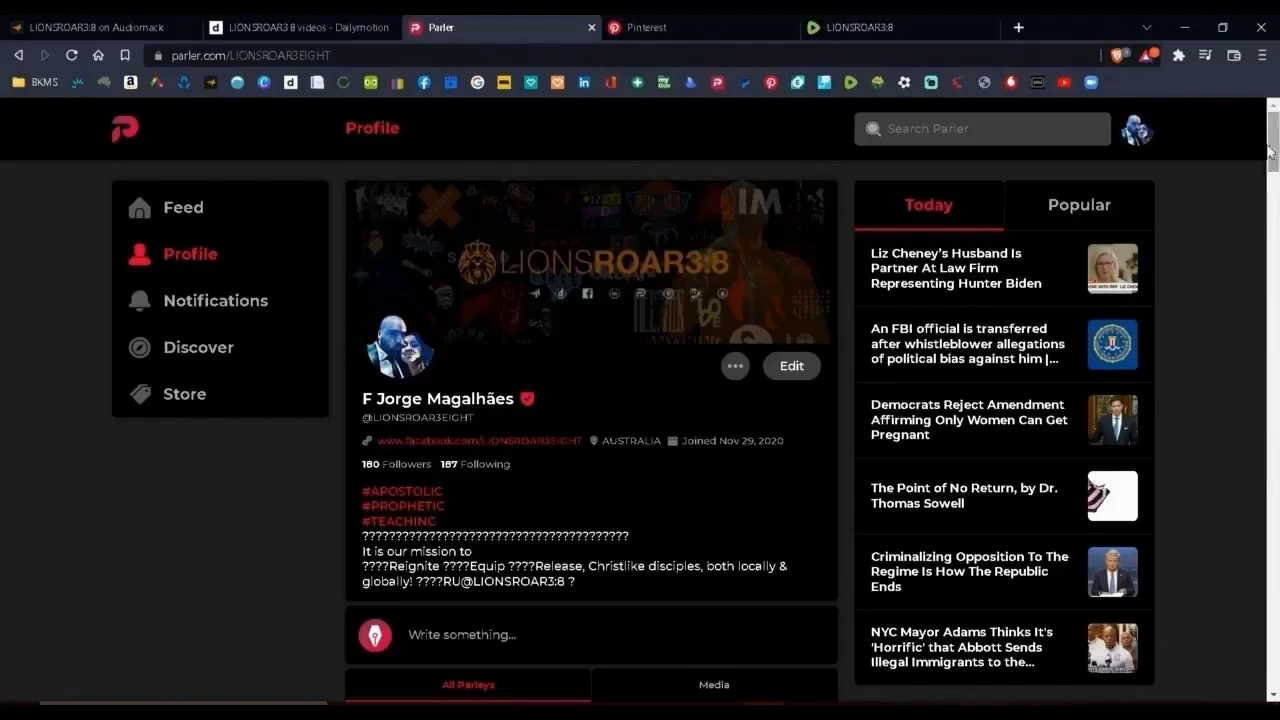 LIONSROAR3:8 on Audiomack
LIONSROAR3:8 videos - Dailymotion
Parler
Pinterest
LIONSROAR3:8
parler.com/LIONSROAR3EIGHT
BKMS
Profile
Search Parler
Feed
Profile
Notifications
Discover
Store
IM
LIONSROAR3:8
Edit
F Jorge Magalhães
@LIONSROAR3EIGHT
www.facebook.com/LIONSROAR3EIGHT AUSTRALIA Joined Nov 29, 2020
180 Followers 187 Following
#APOSTOLIC
#PROPHETIC
#TEACHING
????????????????????????????????????????
It is our mission to
????Reignite ????Equip ????Release, Christlike disciples, both locally &
globally! ????RU@LIONSROAR3:8 ?
Write something...
All Parleys
Media
Today
Popular
Liz Cheney's Husband Is
Partner At Law Firm
Representing Hunter Biden
An FBI official is transferred
after whistleblower allegations
of political bias against him |...
Democrats Reject Amendment
Affirming Only Women Can Get
Pregnant
The Point of No Return, by Dr.
Thomas Sowell
Criminalizing Opposition To The
Regime Is How The Republic
Ends
NYC Mayor Adams Thinks It's
'Horrific' that Abbott Sends
Illegal Immigrants to the...